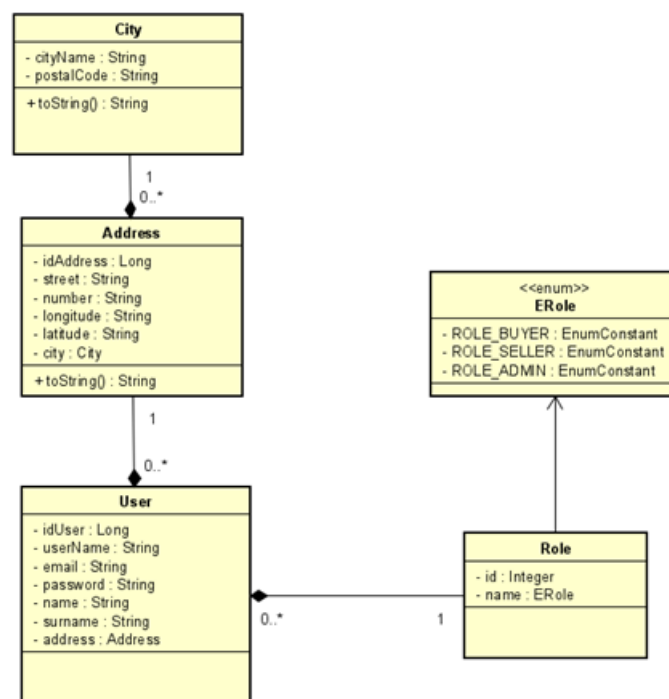 City
- cityName : String
- postalCode : String
+ toString() : String
1
0..*
Address
- idAddress : Long
- street : String
- number : String
- longitude : String
- latitude : String
- city : City
+ toString() : String
1
0..*
User
- idUser : Long
- userName : String
- email : String
- password : String
- name : String
- surname : String
- address : Address
0..*
1
<<enum>>
ERole
- ROLE_BUYER : EnumConstant
- ROLE_SELLER : EnumConstant
- ROLE_ADMIN : EnumConstant
Role
- id : Integer
- name : ERole